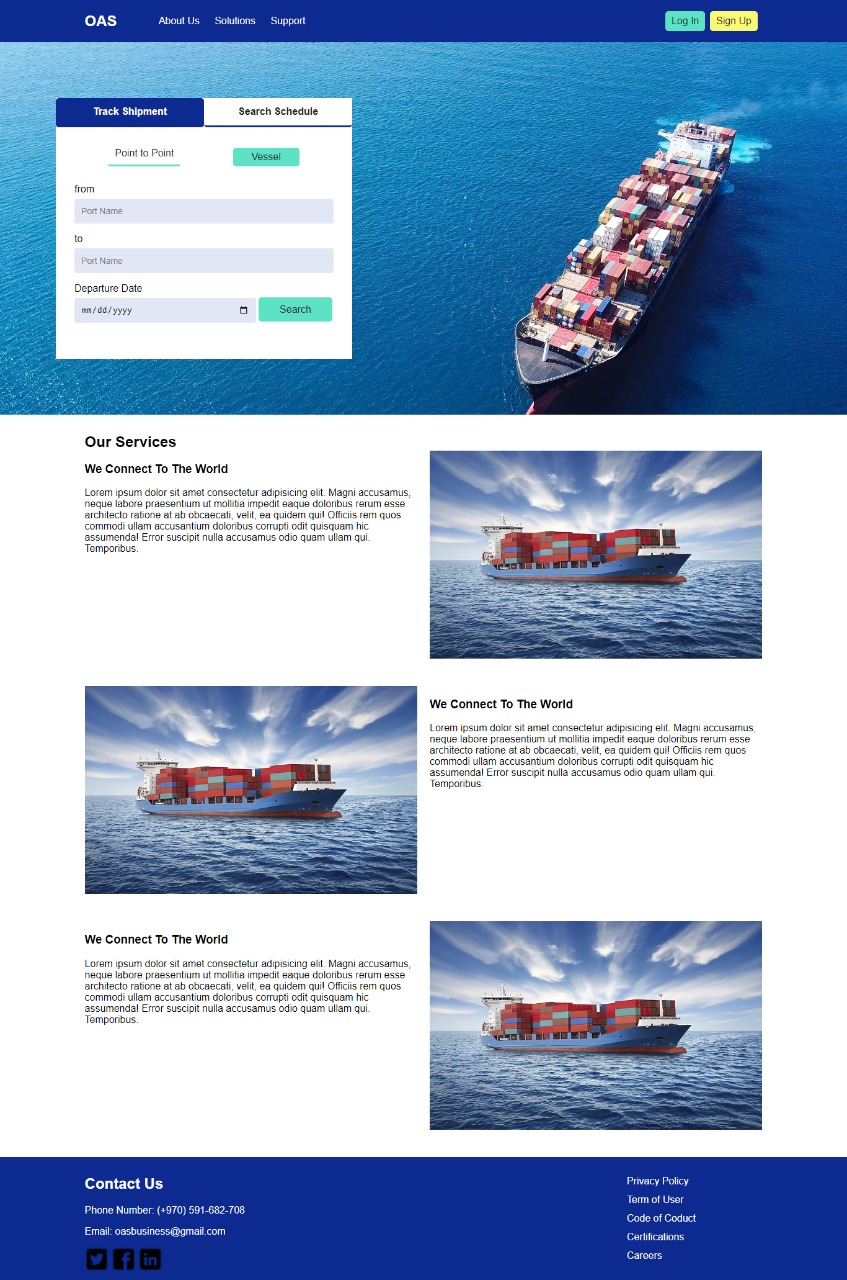 OAS About Us Solutions Support Log In Sign Up
Track Shipment Search Schedule
Point to Point Vessel
from
Port Name
to
Port Name
Departure Date
mm/dd/yyyy Search
Our Services
We Connect To The World
Lorem ipsum dolor sit amet consectetur adipisicing elit. Magni accusamus,
neque labore praesentium ut mollitia impedit eaque doloribus rerum esse
architecto ratione at ab obcaecati, velit, ea quidem qui! Officiis rem quos
commodi ullam accusantium doloribus corrupti odit quisquam hic
assumenda! Error suscipit nulla accusamus odio quam ullam qui.
Temporibus.
We Connect To The World
Lorem ipsum dolor sit amet consectetur adipisicing elit. Magni accusamus,
neque labore praesentium ut mollitia impedit eaque doloribus rerum esse
architecto ratione at ab obcaecati, velit, ea quidem qui! Officiis rem quos
commodi ullam accusantium doloribus corrupti odit quisquam hic
assumenda! Error suscipit nulla accusamus odio quam ullam qui.
Temporibus.
We Connect To The World
Lorem ipsum dolor sit amet consectetur adipisicing elit. Magni accusamus,
neque labore praesentium ut mollitia impedit eaque doloribus rerum esse
architecto ratione at ab obcaecati, velit, ea quidem qui! Officiis rem quos
commodi ullam accusantium doloribus corrupti odit quisquam hic
assumenda! Error suscipit nulla accusamus odio quam ullam qui.
Temporibus.
Contact Us
Phone Number: (+970) 591-682-708
Email: oasbusiness@gmail.com
Privacy Policy
Term of User
Code of Coduct
Certifications
Careers